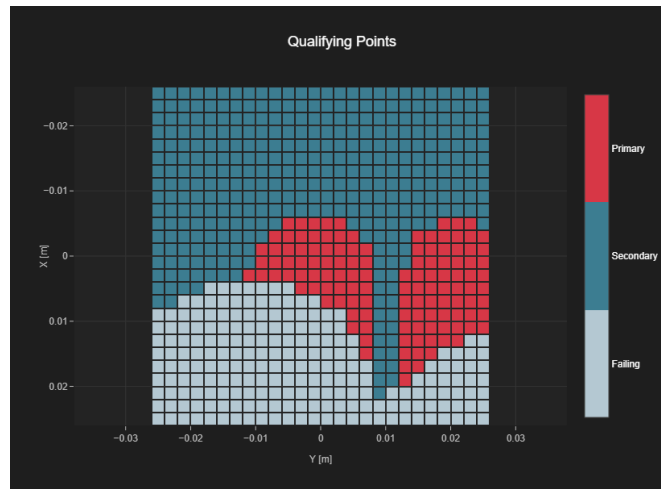 Qualifying Points
−0.02
−0.01
0
0.01
0.02
X [m]
−0.03
−0.02
−0.01
0
0.01
0.02
0.03
Y [m]
Primary
Secondary
Failing